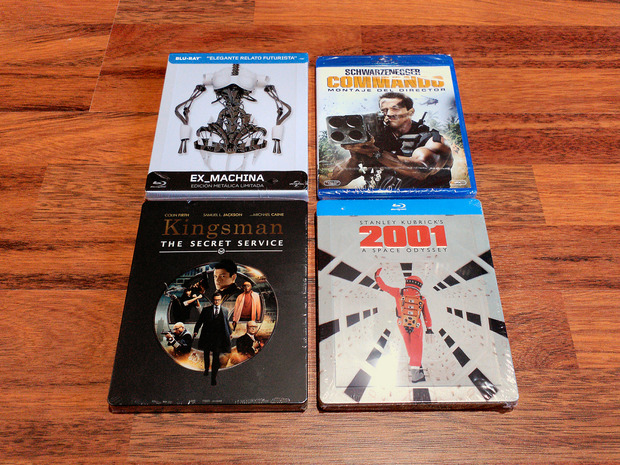 BLU-RAY "ELEGANTE RELATO FUTURISTA"
EX_MACHINA
EDICIÓN METÁLICA LIMITADA
SCHWARZENEGGER
COMMANDO
MONTAJE DEL DIRECTOR
COLIN FIRTH SAMUEL L. JACKSON AND MICHAEL CAINE
Kingsman
THE SECRET SERVICE
STANLEY KUBRICK'S
2001
A SPACE ODYSSEY